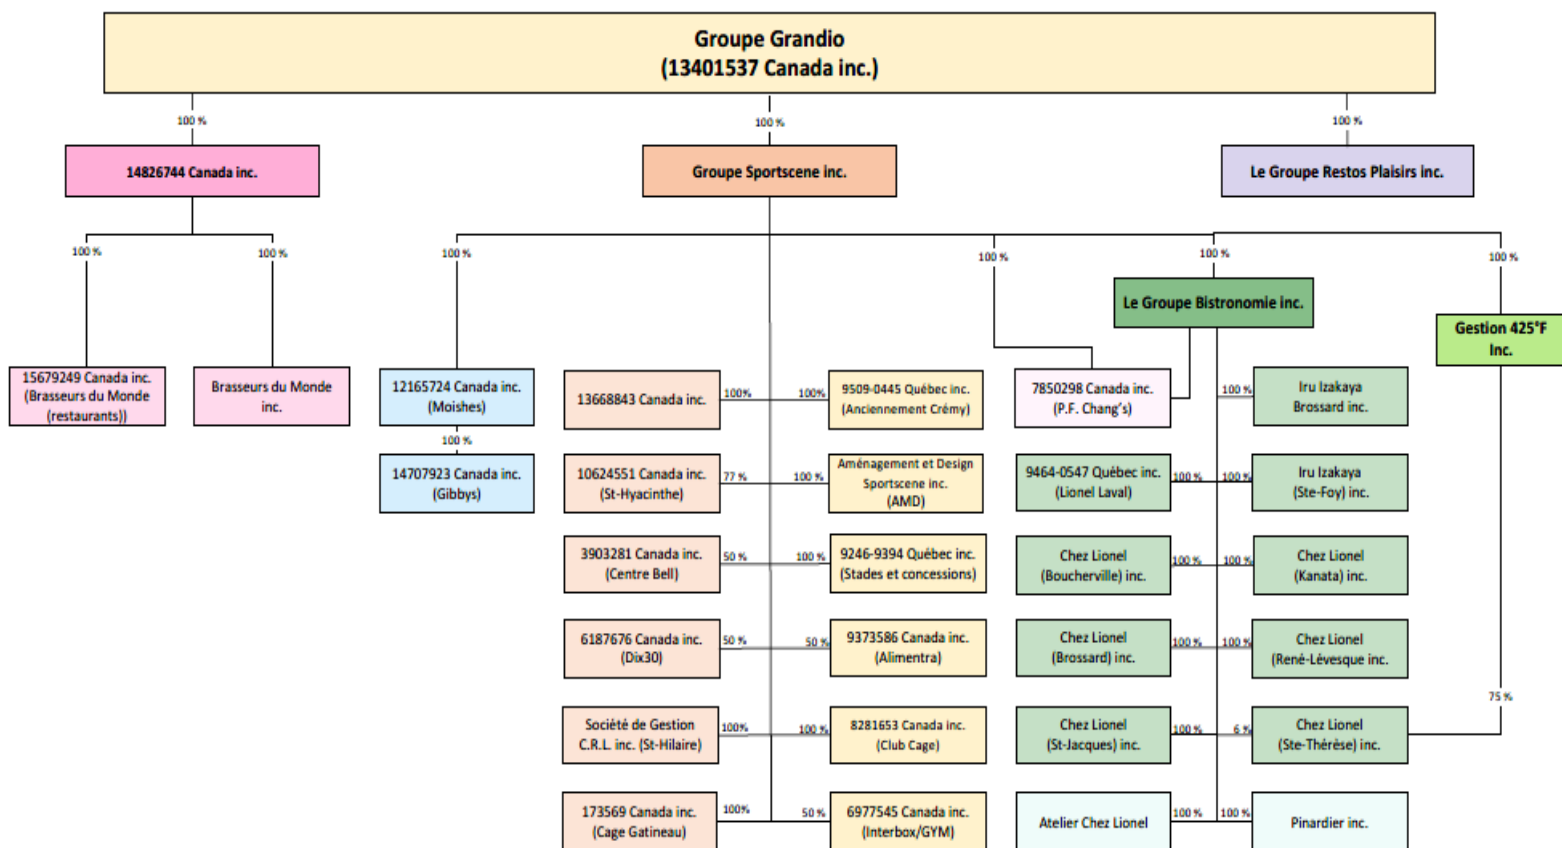 Groupe Grandio
(13401537 Canada inc.)
100 %
100 %
100 %
14826744 Canada inc.
Groupe Sportscene inc.
Le Groupe Restos Plaisirs inc.
100 %
100 %
100 %
100 %
100 %
100 %
Le Groupe Bistronomie inc.
Gestion 425°F
Inc.
15679249 Canada inc.
(Brasseurs du Monde
(restaurants))
Brasseurs du Monde
inc.
12165724 Canada inc.
(Moishes)
100 %
14707923 Canada inc.
(Gibbys)
13668843 Canada inc.
100%
100%
9509-0445 Québec inc.
(Anciennement Crémy)
7850298 Canada inc.
(P.F. Chang's)
100 %
Iru Izakaya
Brossard inc.
10624551 Canada inc.
(St-Hyacinthe)
77 %
100 %
Aménagement et Design
Sportscene inc.
(AMD)
9464-0547 Québec inc.
(Lionel Laval)
100 %
100 %
Iru Izakaya
(Ste-Foy) inc.
3903281 Canada inc.
(Centre Bell)
50 %
100 %
9246-9394 Québec inc.
(Stades et concessions)
Chez Lionel
(Boucherville) inc.
100 %
100 %
Chez Lionel
(Kanata) inc.
6187676 Canada inc.
(Dix30)
50 %
50 %
9373586 Canada inc.
(Alimentra)
Chez Lionel
(Brossard) inc.
100 %
100 %
Chez Lionel
(René-Lévesque inc.
75 %
Société de Gestion
C.R.L. inc. (St-Hilaire)
100%
100 %
8281653 Canada inc.
(Club Cage)
Chez Lionel
(St-Jacques) inc.
100 %
6 %
Chez Lionel
(Ste-Thérèse) inc.
173569 Canada inc.
(Cage Gatineau)
100%
50 %
6977545 Canada inc.
(Interbox/GYM)
Atelier Chez Lionel
100 %
100 %
Pinardier inc.